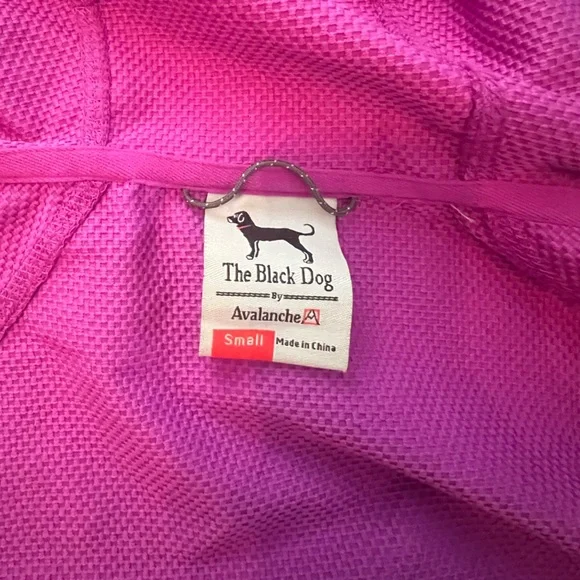 The Black Dog
By
Avalanche
Small Made in China